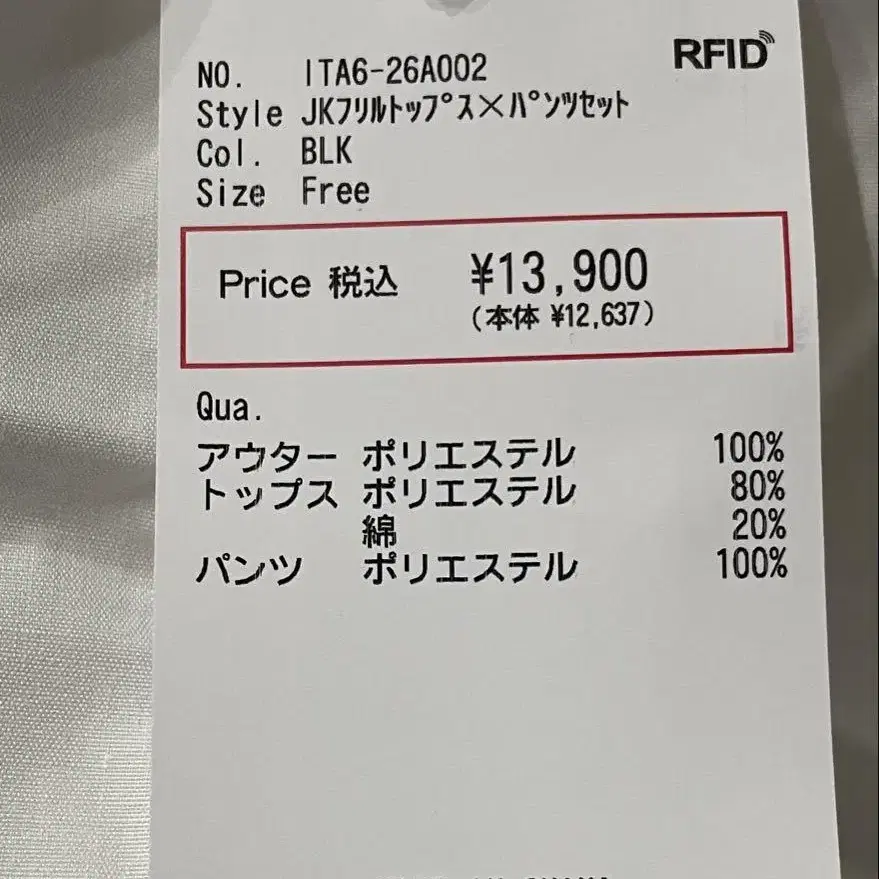 RFID
NO. ITA6-26A002
Style JKﾌﾘﾙﾄｯﾌﾟｽ×ﾊﾟﾝﾂｾｯﾄ
Col. BLK
Size Free
Price 税込 ¥13,900
(本体 ¥12,637)
Qua.
アウター ポリエステル 100%
トップス ポリエステル 80%
綿 20%
パンツ ポリエステル 100%